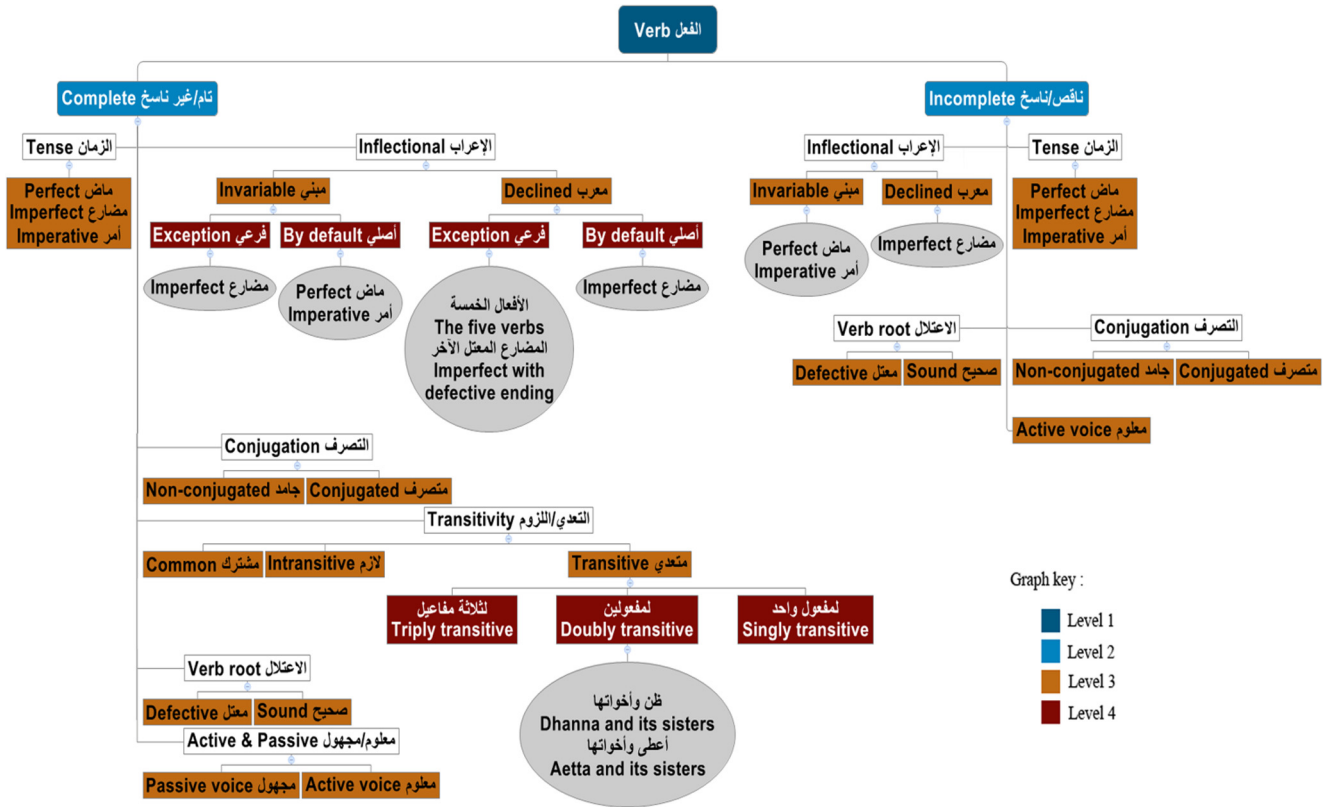 Verb الفعل
Complete تام/غير ناسخ
Incomplete ناقص/ناسخ
Tense الزمان
Inflectional الإعراب
Perfect ماض
Imperfect مضارع
Imperative أمر
Invariable مبني
Declined معرب
Exception فرعي
By default أصلي
Exception فرعي
By default أصلي
Imperfect مضارع
Perfect ماض
Imperative أمر
الأفعال الخمسة
The five verbs
المضارع المعتل الآخر
Imperfect with
defective ending
Imperfect مضارع
Inflectional الإعراب
Tense الزمان
Invariable مبني
Declined معرب
Perfect ماض
Imperfect مضارع
Imperative أمر
Perfect ماض
Imperative أمر
Imperfect مضارع
Verb root الاعتلال
Conjugation التصرف
Defective معتل
Sound صحيح
Non-conjugated جامد
Conjugated متصرف
Active voice معلوم
Conjugation التصرف
Non-conjugated جامد
Conjugated متصرف
Transitivity التعدي/اللزوم
Common مشترك
Intransitive لازم
Transitive متعدي
لثلاثة مفاعيل
Triply transitive
لمفعولين
Doubly transitive
لمفعول واحد
Singly transitive
ظن وأخواتها
Dhanna and its sisters
أعطى وأخواتها
Aetta and its sisters
Verb root الاعتلال
Defective معتل
Sound صحيح
Active & Passive معلوم/مجهول
Passive voice مجهول
Active voice معلوم
Graph key :
Level 1
Level 2
Level 3
Level 4